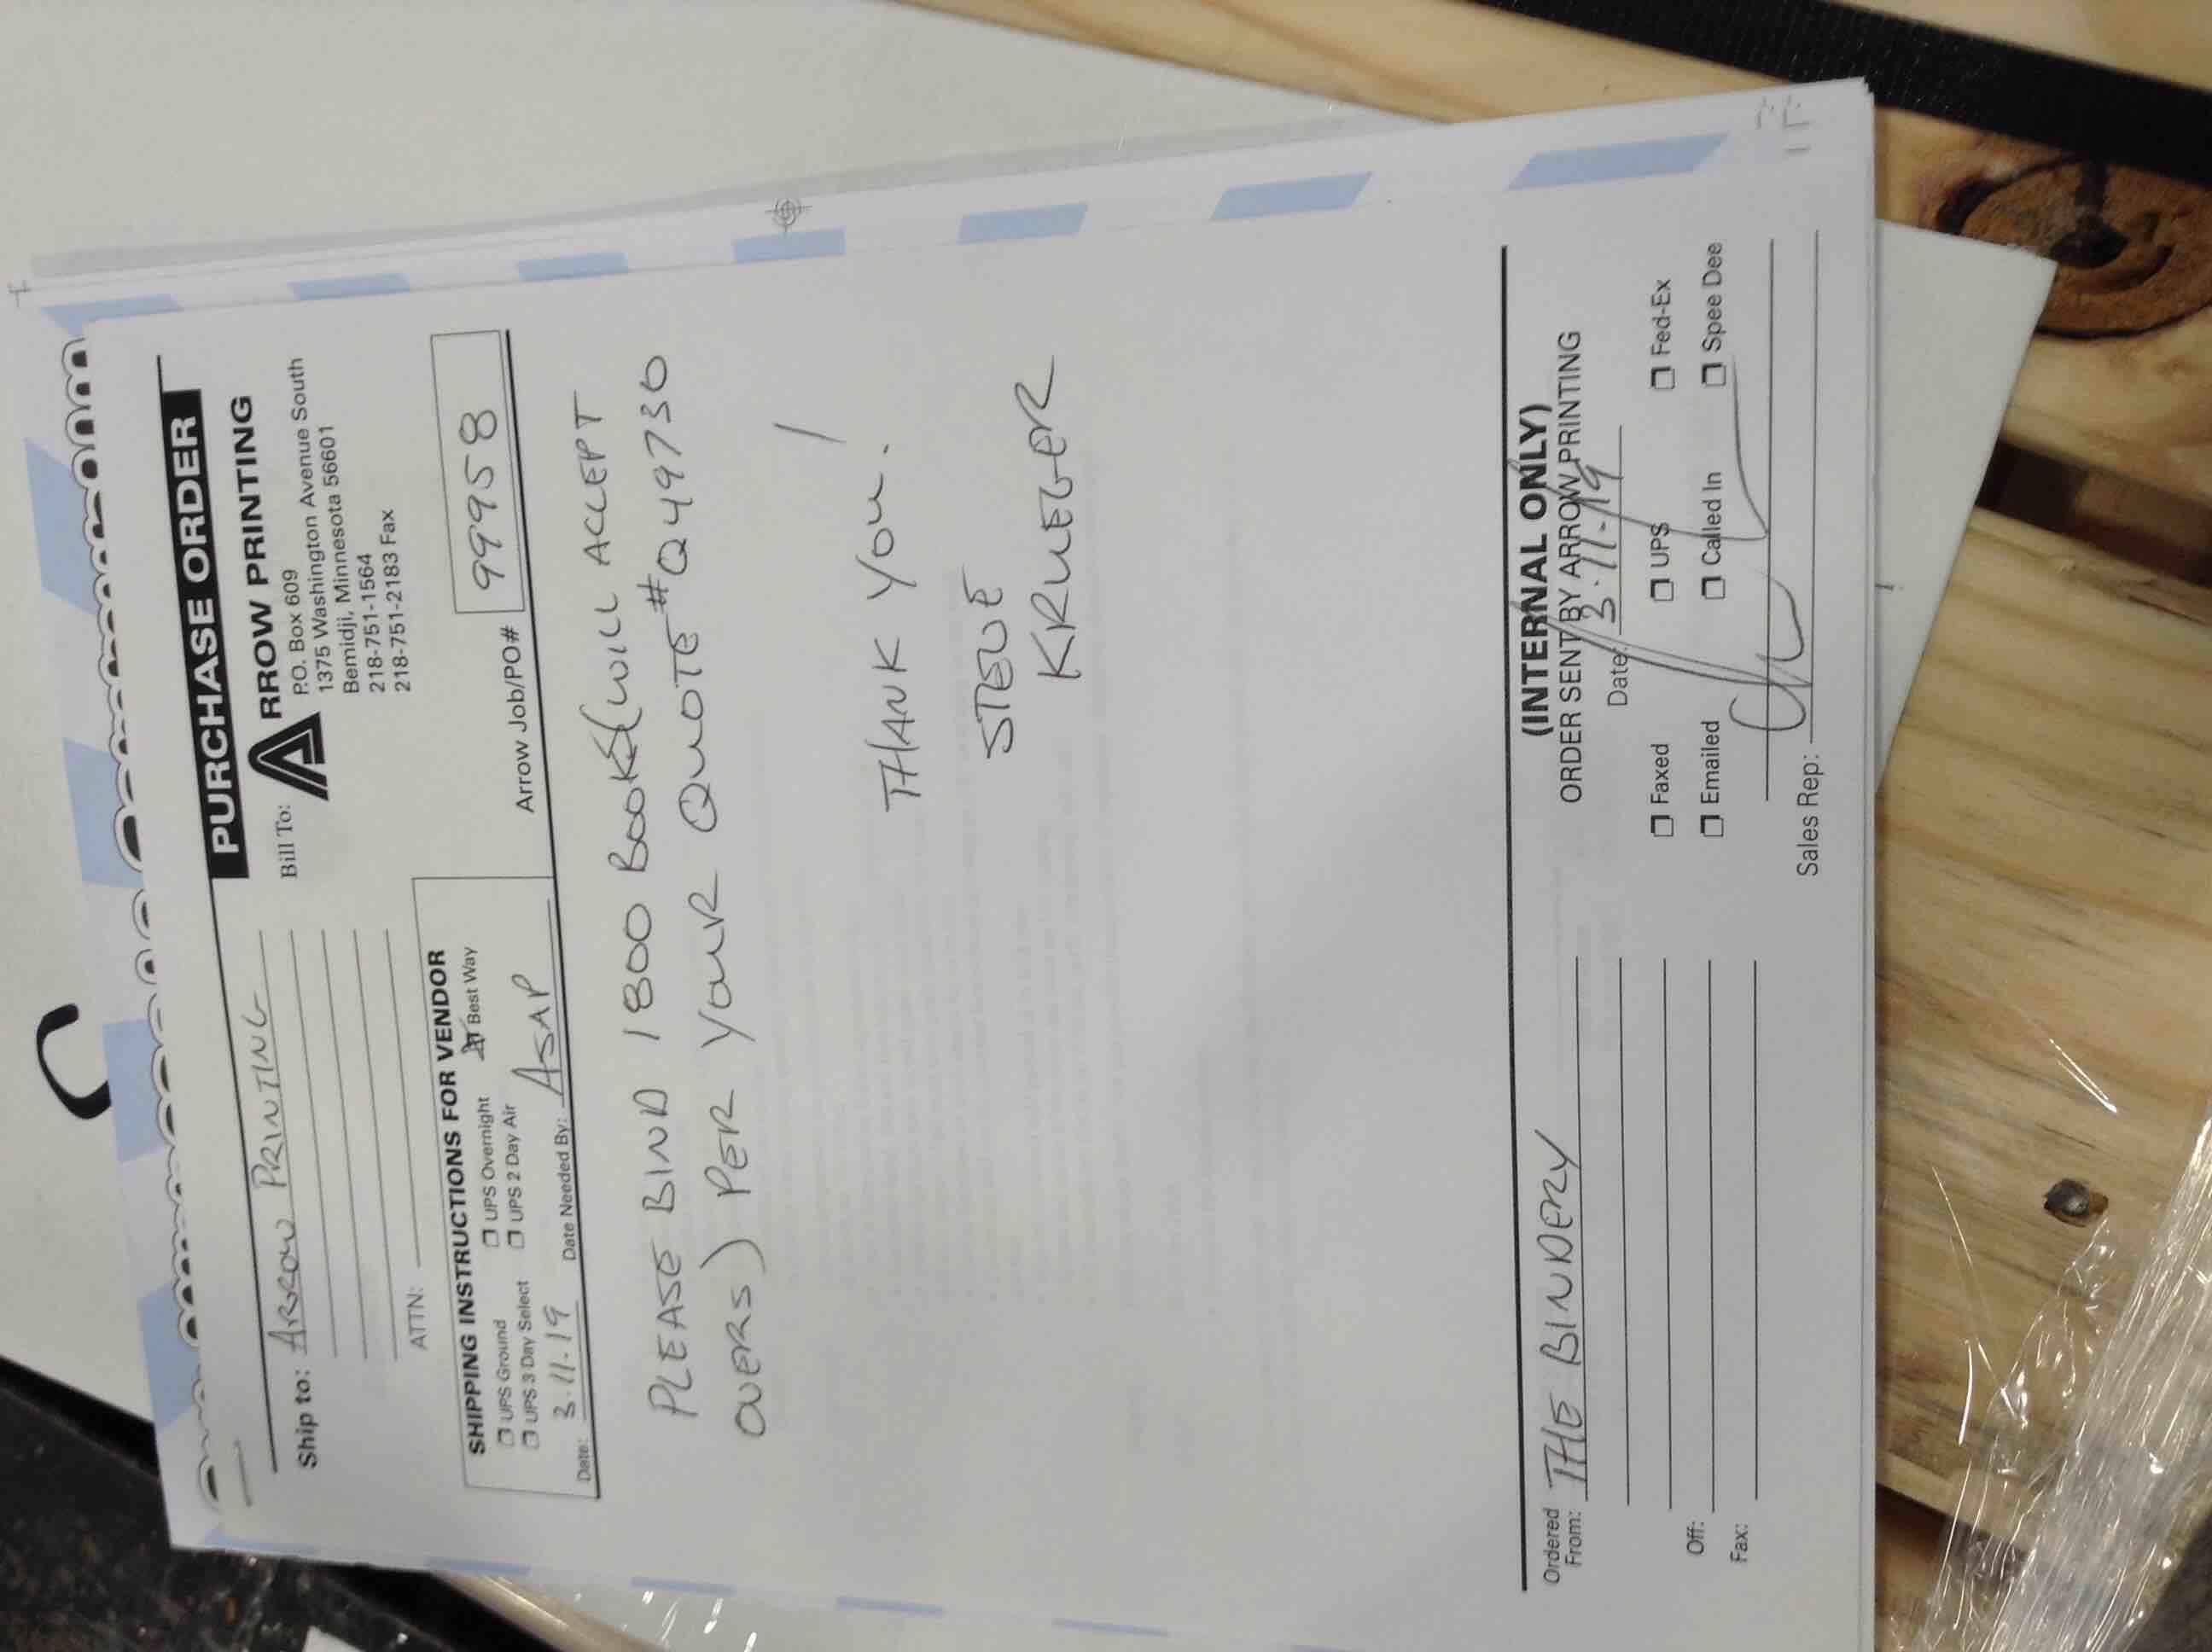 PURCHASE ORDER
Ship to: ARROW PRINTING
ATTN:
Bill To:
ARROW PRINTING
P.O. Box 609
1375 Washington Avenue South
Bemidji, Minnesota 56601
218-751-1564
218-751-2183 Fax
SHIPPING INSTRUCTIONS FOR VENDOR
UPS Ground UPS Overnight Best Way
UPS 3 Day Select UPS 2 Day Air
Date: 3-11-19 Date Needed By: ASAP
Arrow Job/PO# 99958
PLEASE BIND 1800 BOOKS (WILL ACCEPT
OVERS) PER YOUR QUOTE # Q49736
THANK YOU.
STEVE
KRUEGER
Ordered
From: THE BINDERY
Off:
Fax:
(INTERNAL ONLY)
ORDER SENT BY ARROW PRINTING
Date: 3-11-19
Faxed UPS Fed-Ex
Emailed Called In Spee Dee
Sales Rep: